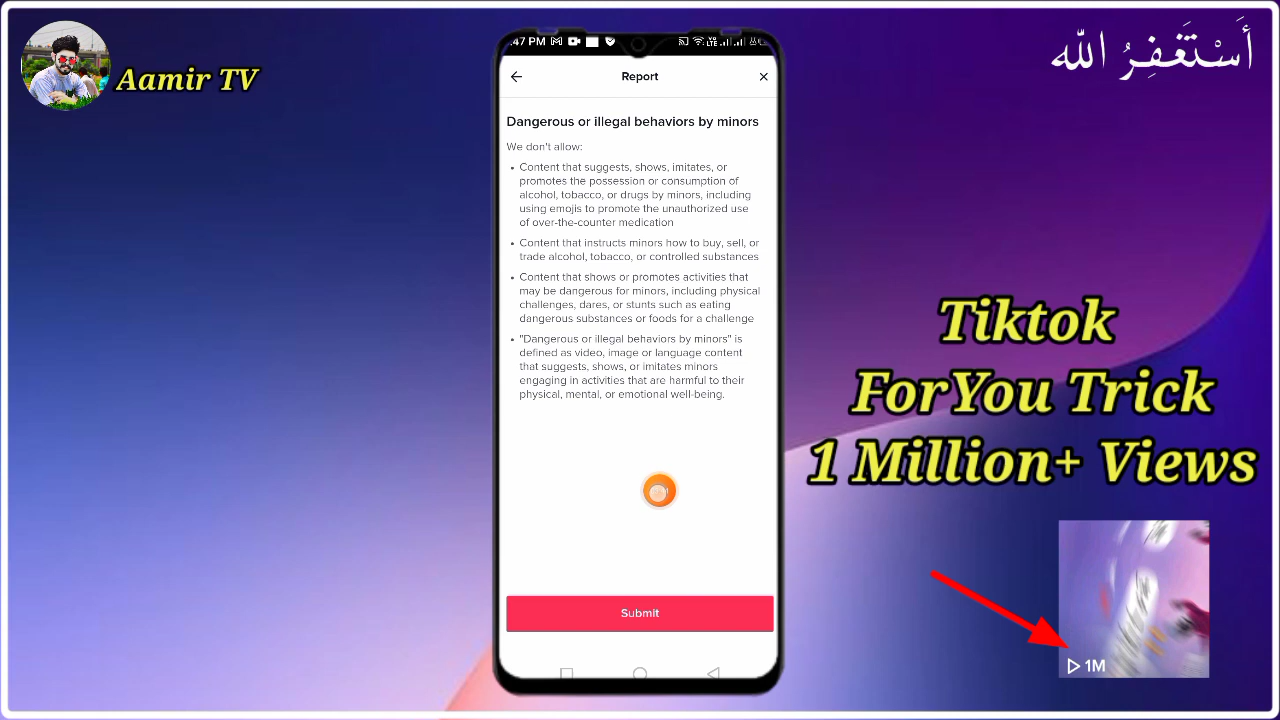 Aamir TV
أَسْتَغَفِرُ الله
:47 PM
Report
Dangerous or illegal behaviors by minors
We don't allow:
• Content that suggests, shows, imitates, or
promotes the possession or consumption of
alcohol, tobacco, or drugs by minors, including
using emojis to promote the unauthorized use
of over-the-counter medication
• Content that instructs minors how to buy, sell, or
trade alcohol, tobacco, or controlled substances
• Content that shows or promotes activities that
may be dangerous for minors, including physical
challenges, dares, or stunts such as eating
dangerous substances or foods for a challenge
• "Dangerous or illegal behaviors by minors" is
defined as video, image or language content
that suggests, shows, or imitates minors
engaging in activities that are harmful to their
physical, mental, or emotional well-being.
Submit
Tiktok
ForYou Trick
1 Million+ Views
1M